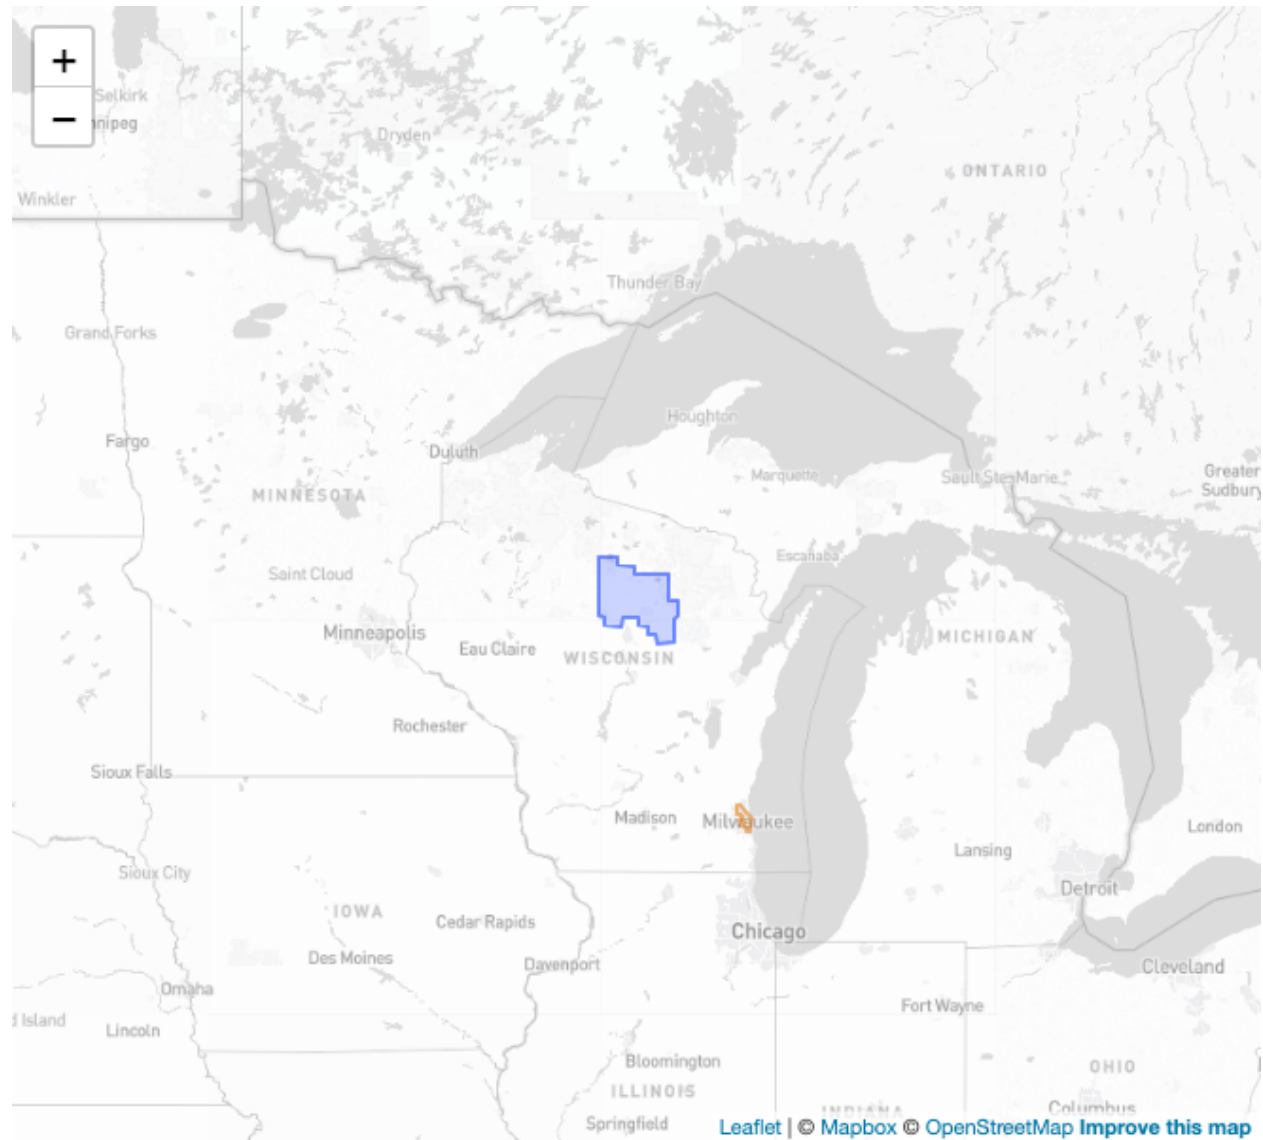 +
−
Selkirk
nnipeg
Dryden
ONTARIO
Winkler
Thunder Bay
Grand Forks
Houghton
Fargo
Duluth
Marquette
Sault Ste. Marie
Greater
Sudbury
MINNESOTA
Escanaba
Saint Cloud
Minneapolis
MICHIGAN
Eau Claire
WISCONSIN
Rochester
Sioux Falls
Madison
Milwaukee
London
Lansing
Sioux City
Detroit
IOWA
Cedar Rapids
Chicago
Des Moines
Davenport
Cleveland
Omaha
Fort Wayne
d Island
Lincoln
Bloomington
OHIO
ILLINOIS
INDIANA
Columbus
Springfield
Leaflet | © Mapbox © OpenStreetMap Improve this map